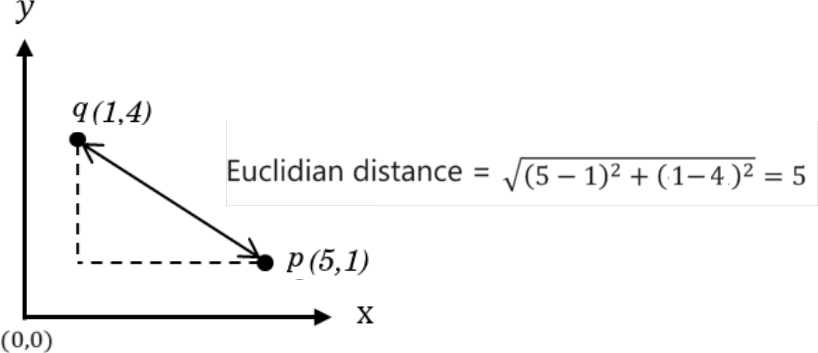 y
q (1,4)
Euclidian distance = √(5 − 1)² + (1− 4 )² = 5
p (5,1)
x
(0,0)